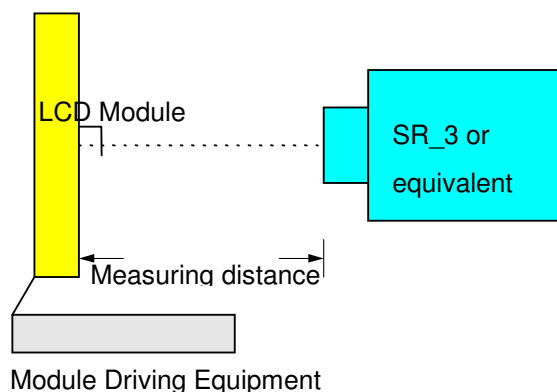 LCD Module
SR_3 or
equivalent
Measuring distance
Module Driving Equipment